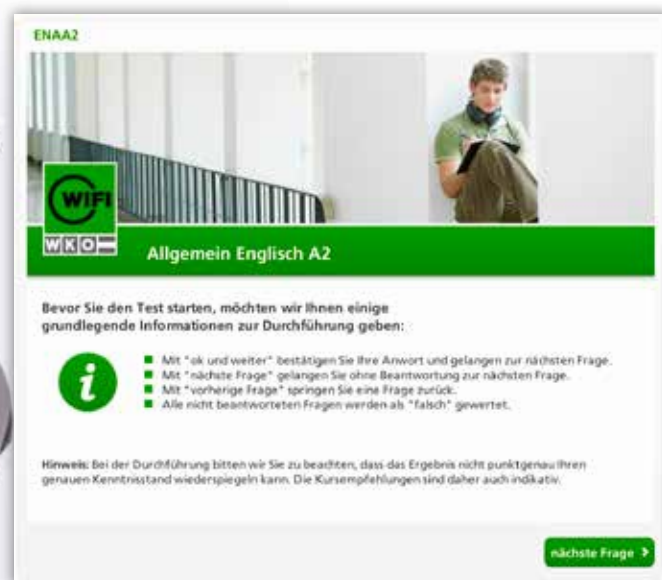 ENAA2
WIFI
WKO
Allgemein Englisch A2
Bevor Sie den Test starten, möchten wir Ihnen einige
grundlegende Informationen zur Durchführung geben:
i
Mit "ok und weiter" bestätigen Sie Ihre Anwort und gelangen zur nächsten Frage.
Mit "nächste Frage" gelangen Sie ohne Beantwortung zur nächsten Frage.
Mit "vorherige Frage" springen Sie eine Frage zurück.
Alle nicht beantworteten Fragen werden als "falsch" gewertet.
Hinweis: Bei der Durchführung bitten wir Sie zu beachten, dass das Ergebnis nicht punktgenau Ihren
genauen Kenntnisstand wiederspiegeln kann. Die Kursempfehlungen sind daher auch indikativ.
nächste Frage